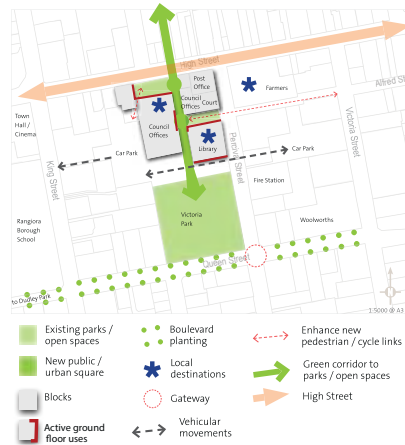 High Street
Post
Office
Farmers
Alfred St
Council
Offices
Court
Town
Hall /
Cinema
Council
Offices
Library
Victoria Street
Percival Street
Car Park
Car Park
King Street
Fire Station
Rangiora
Borough
School
Victoria
Park
Woolworths
Queen Street
to Dudley Park
1:5000 @ A3
Existing parks /
open spaces
Boulevard
planting
Enhance new
pedestrian / cycle links
New public /
urban square
Local
destinations
Green corridor to
parks / open spaces
Blocks
Gateway
High Street
Active ground
floor uses
Vehicular
movements